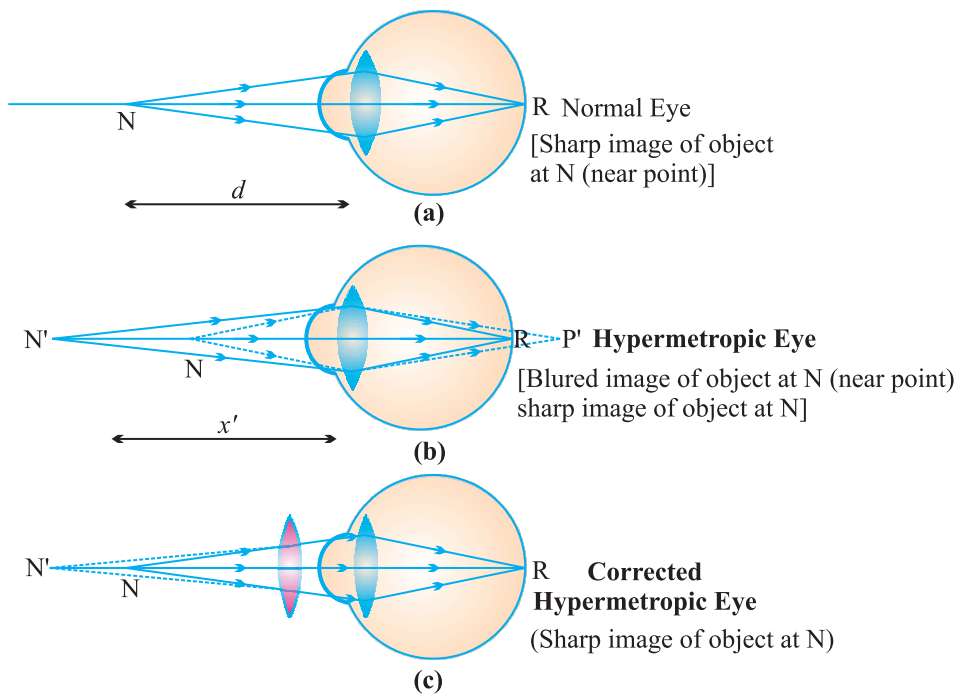 N
R Normal Eye
[Sharp image of object
at N (near point)]
d
(a)
N'
N
R
P' Hypermetropic Eye
[Blured image of object at N (near point)
sharp image of object at N]
x'
(b)
N'
N
R Corrected
Hypermetropic Eye
(Sharp image of object at N)
(c)